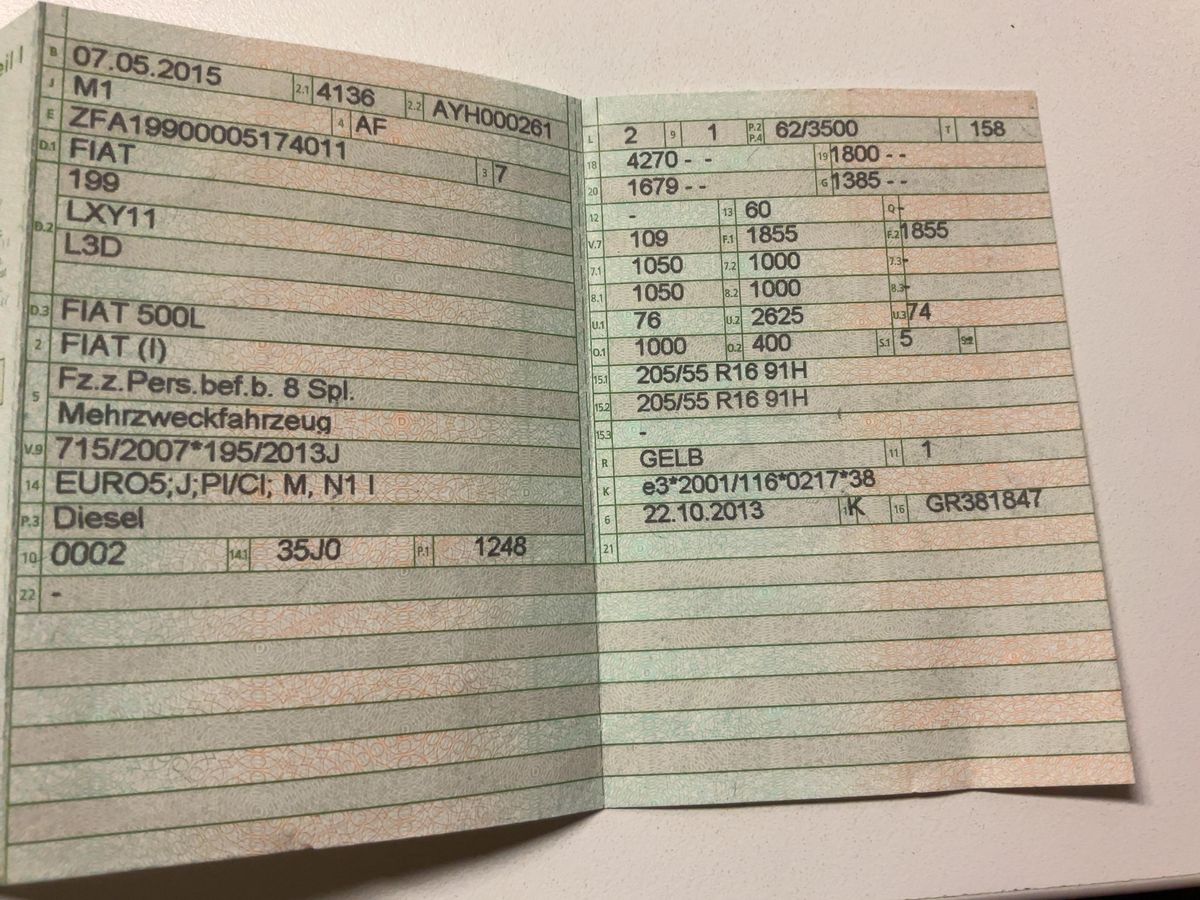 eil I
B 07.05.2015 2.1 4136 2.2 AYH000261
J M1 4 AF
E ZFA19900005174011 3 7
D.1 FIAT
D.2 199
LXY11
L3D
D.3 FIAT 500L
2 FIAT (I)
5 Fz.z.Pers.bef.b. 8 Spl.
Mehrzweckfahrzeug
V.9 715/2007*195/2013J
14 EURO5;J;PI/CI; M, N1 I
P.3 Diesel
10 0002 14.1 35J0 P.1 1248
22 -
L 2 9 1 P.2 P.4 62/3500 T 158
18 4270 - - 19 1800 - -
20 1679 - - G 1385 - -
12 - 13 60 Q -
V.7 109 F.1 1855 F.2 1855
7.1 1050 7.2 1000 7.3 -
8.1 1050 8.2 1000 8.3 -
U.1 76 U.2 2625 U.3 74
O.1 1000 O.2 400 S.1 5 S.2
15.1 205/55 R16 91H
15.2 205/55 R16 91H
15.3 -
R GELB 11 1
K e3*2001/116*0217*38
6 22.10.2013 K 16 GR381847
21